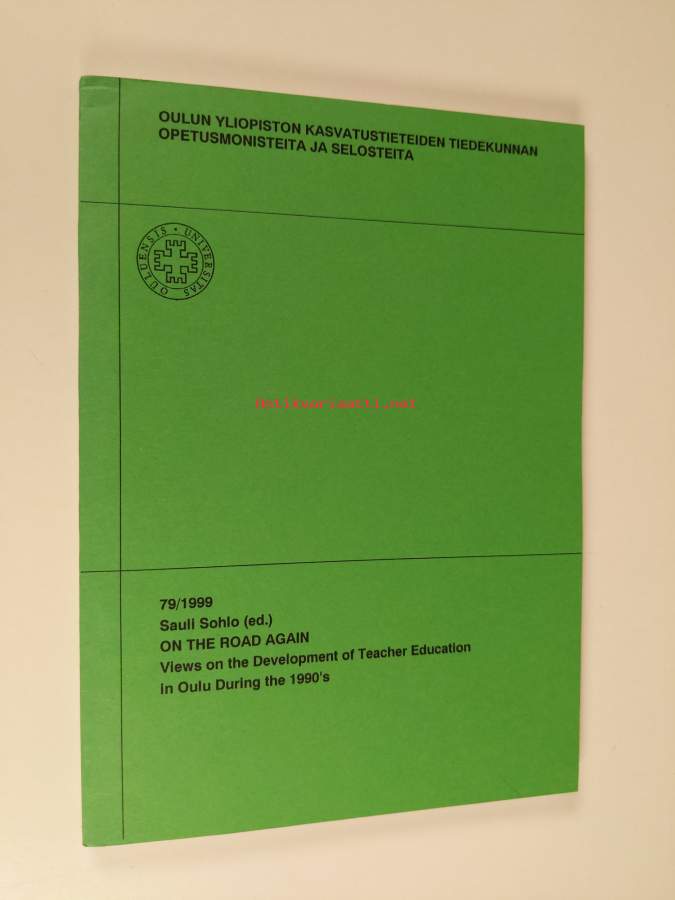 OULUN YLIOPISTON KASVATUSTIETEIDEN TIEDEKUNNAN
OPETUSMONISTEITA JA SELOSTEITA
UNIVERSITAS • OULUENSIS •
Antikvariaatti.net
79/1999
Sauli Sohlo (ed.)
ON THE ROAD AGAIN
Views on the Development of Teacher Education
in Oulu During the 1990's